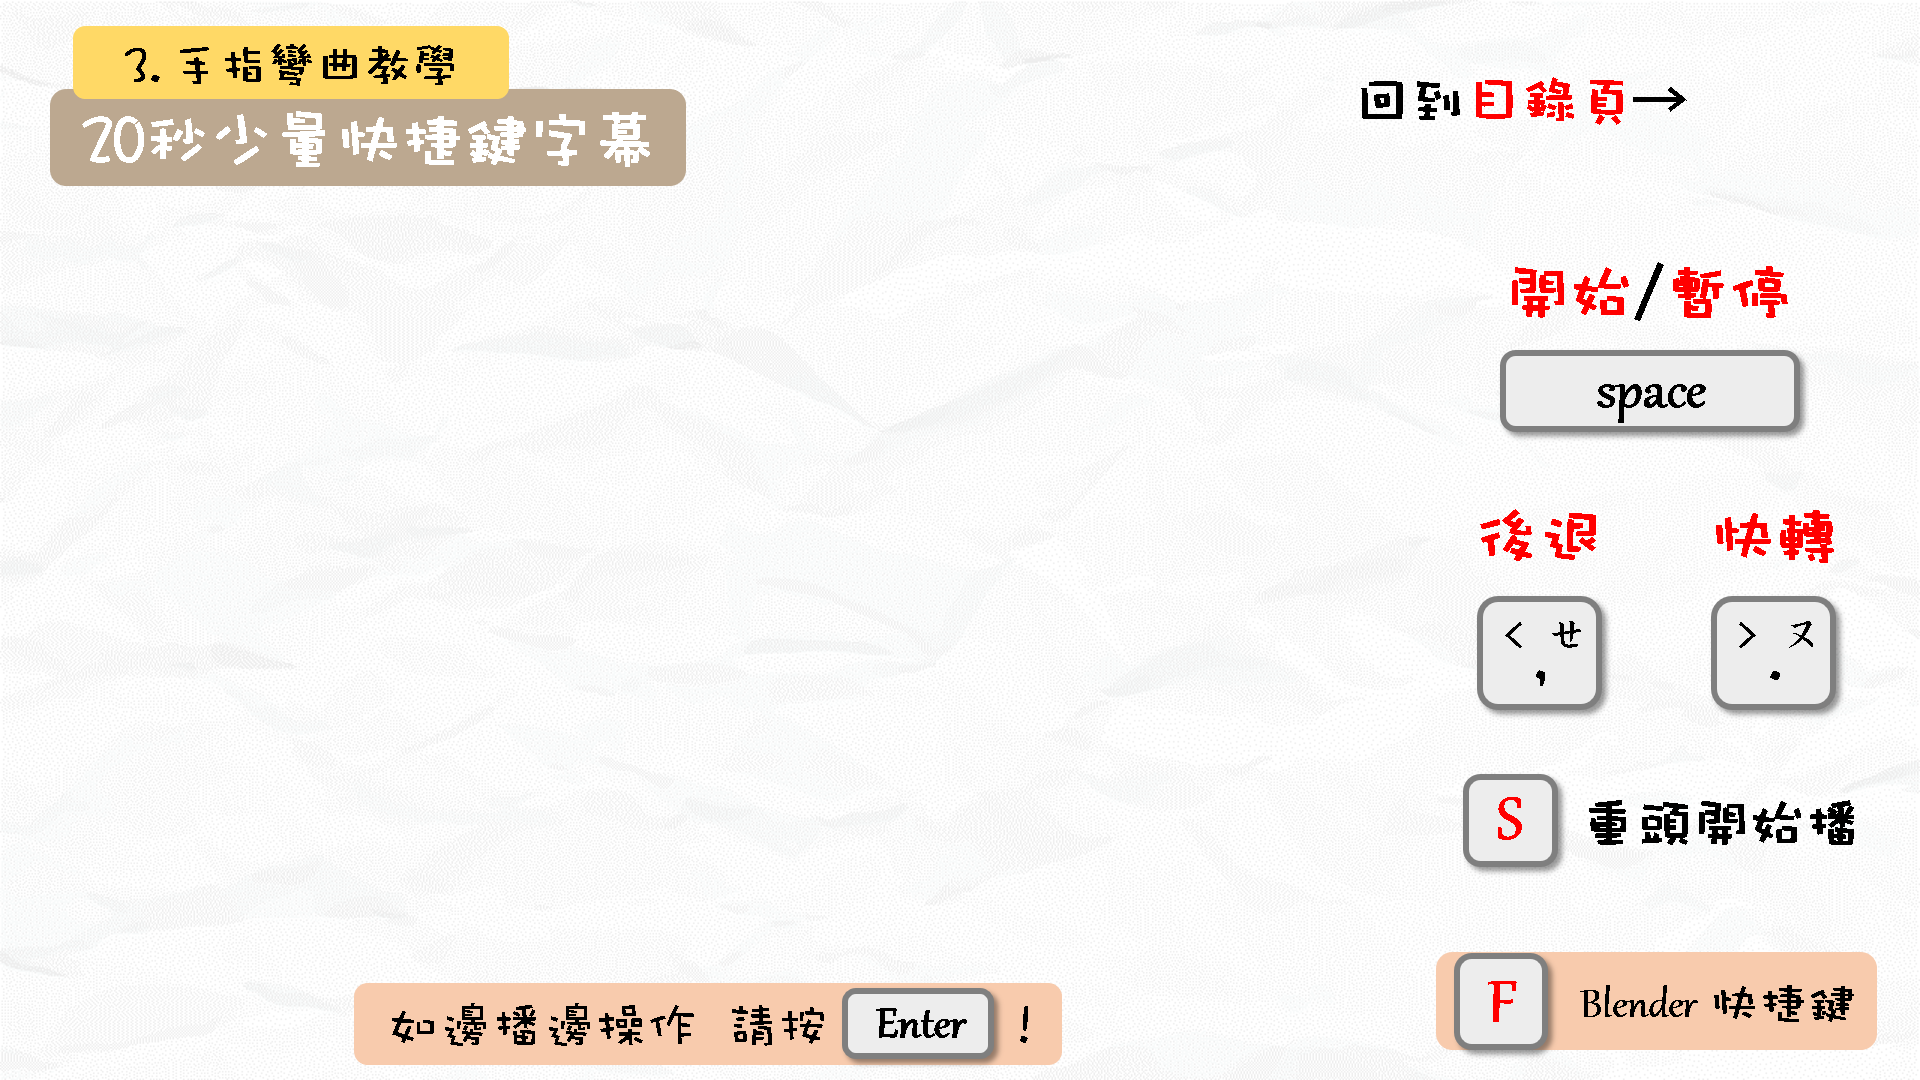 3. 手指彎曲教學
20秒少量快捷鍵字幕
回到目錄頁→
開始/暫停
space
後退 快轉
< ㄝ > ㄡ
, .
S 重頭開始播
F Blender 快捷鍵
如邊播邊操作 請按 Enter !